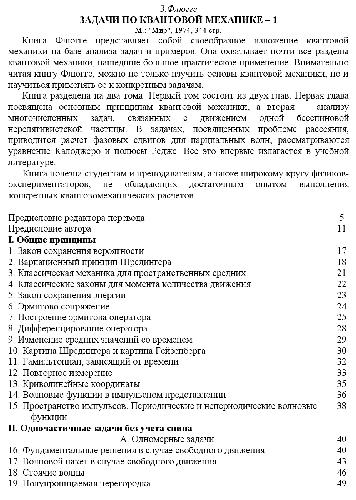 З.Флюгге
ЗАДАЧИ ПО КВАНТОВОЙ МЕХАНИКЕ – 1
М.: "Мир", 1974, 344 стр.
Книга Флюгге представляет собой своеобразное изложение квантовой
механики на базе анализа задач и примеров. Она охватывает почти все разделы
квантовой механики, нашедшие большое практическое применение. Внимательно
читая книгу Флюгге, можно не только изучить основы квантовой механики, но и
научиться применять ее к конкретным задачам.
Книга разделена на два тома. Первый том состоит из двух глав. Первая глава
посвящена основным принципам квантовой механики, а вторая – анализу
многочисленных задач, связанных с движением одной бесспиновой
нерелятивистской частицы. В задачах, посвященных проблеме рассеяния,
приводится расчет фазовых сдвигов для парциальных волн, рассматриваются
уравнение Калоджеро и полюсы Редже. Все это впервые излагается в учебной
литературе.
Книга полезна студентам и преподавателям, а также широкому кругу физиков-
экспериментаторов, не обладающих достаточным опытом выполнения
конкретных квантовомеханических расчетов.
Предисловие редактора перевода 5
Предисловие автора 11
I. Общие принципы
1. Закон сохранения вероятности 17
2. Вариационный принцип Шредингера 18
3. Классическая механика для пространственных средних 21
4. Классические законы для момента количества движения 22
5. Закон сохранения энергии 23
6. Эрмитово сопряжение 24
7. Построение эрмитова оператора 25
8. Дифференцирование оператора 28
9. Изменение средних значений со временем 29
10. Картина Шредингера и картина Гейзенберга 30
11. Гамильтониан, зависящий от времени 32
12. Повторное измерение 33
13. Криволинейные координаты 35
14. Волновые функции в импульсном представлении 36
15. Пространство импульсов. Периодические и непериодические волновые 38
функции
II. Одночастичные задачи без учета спина
А. Одномерные задачи 40
16. Фундаментальные решения в случае свободного движения 40
17. Волновой пакет в случае свободного движения 43
18. Стоячие волны 46
19. Полупроницаемая перегородка 49